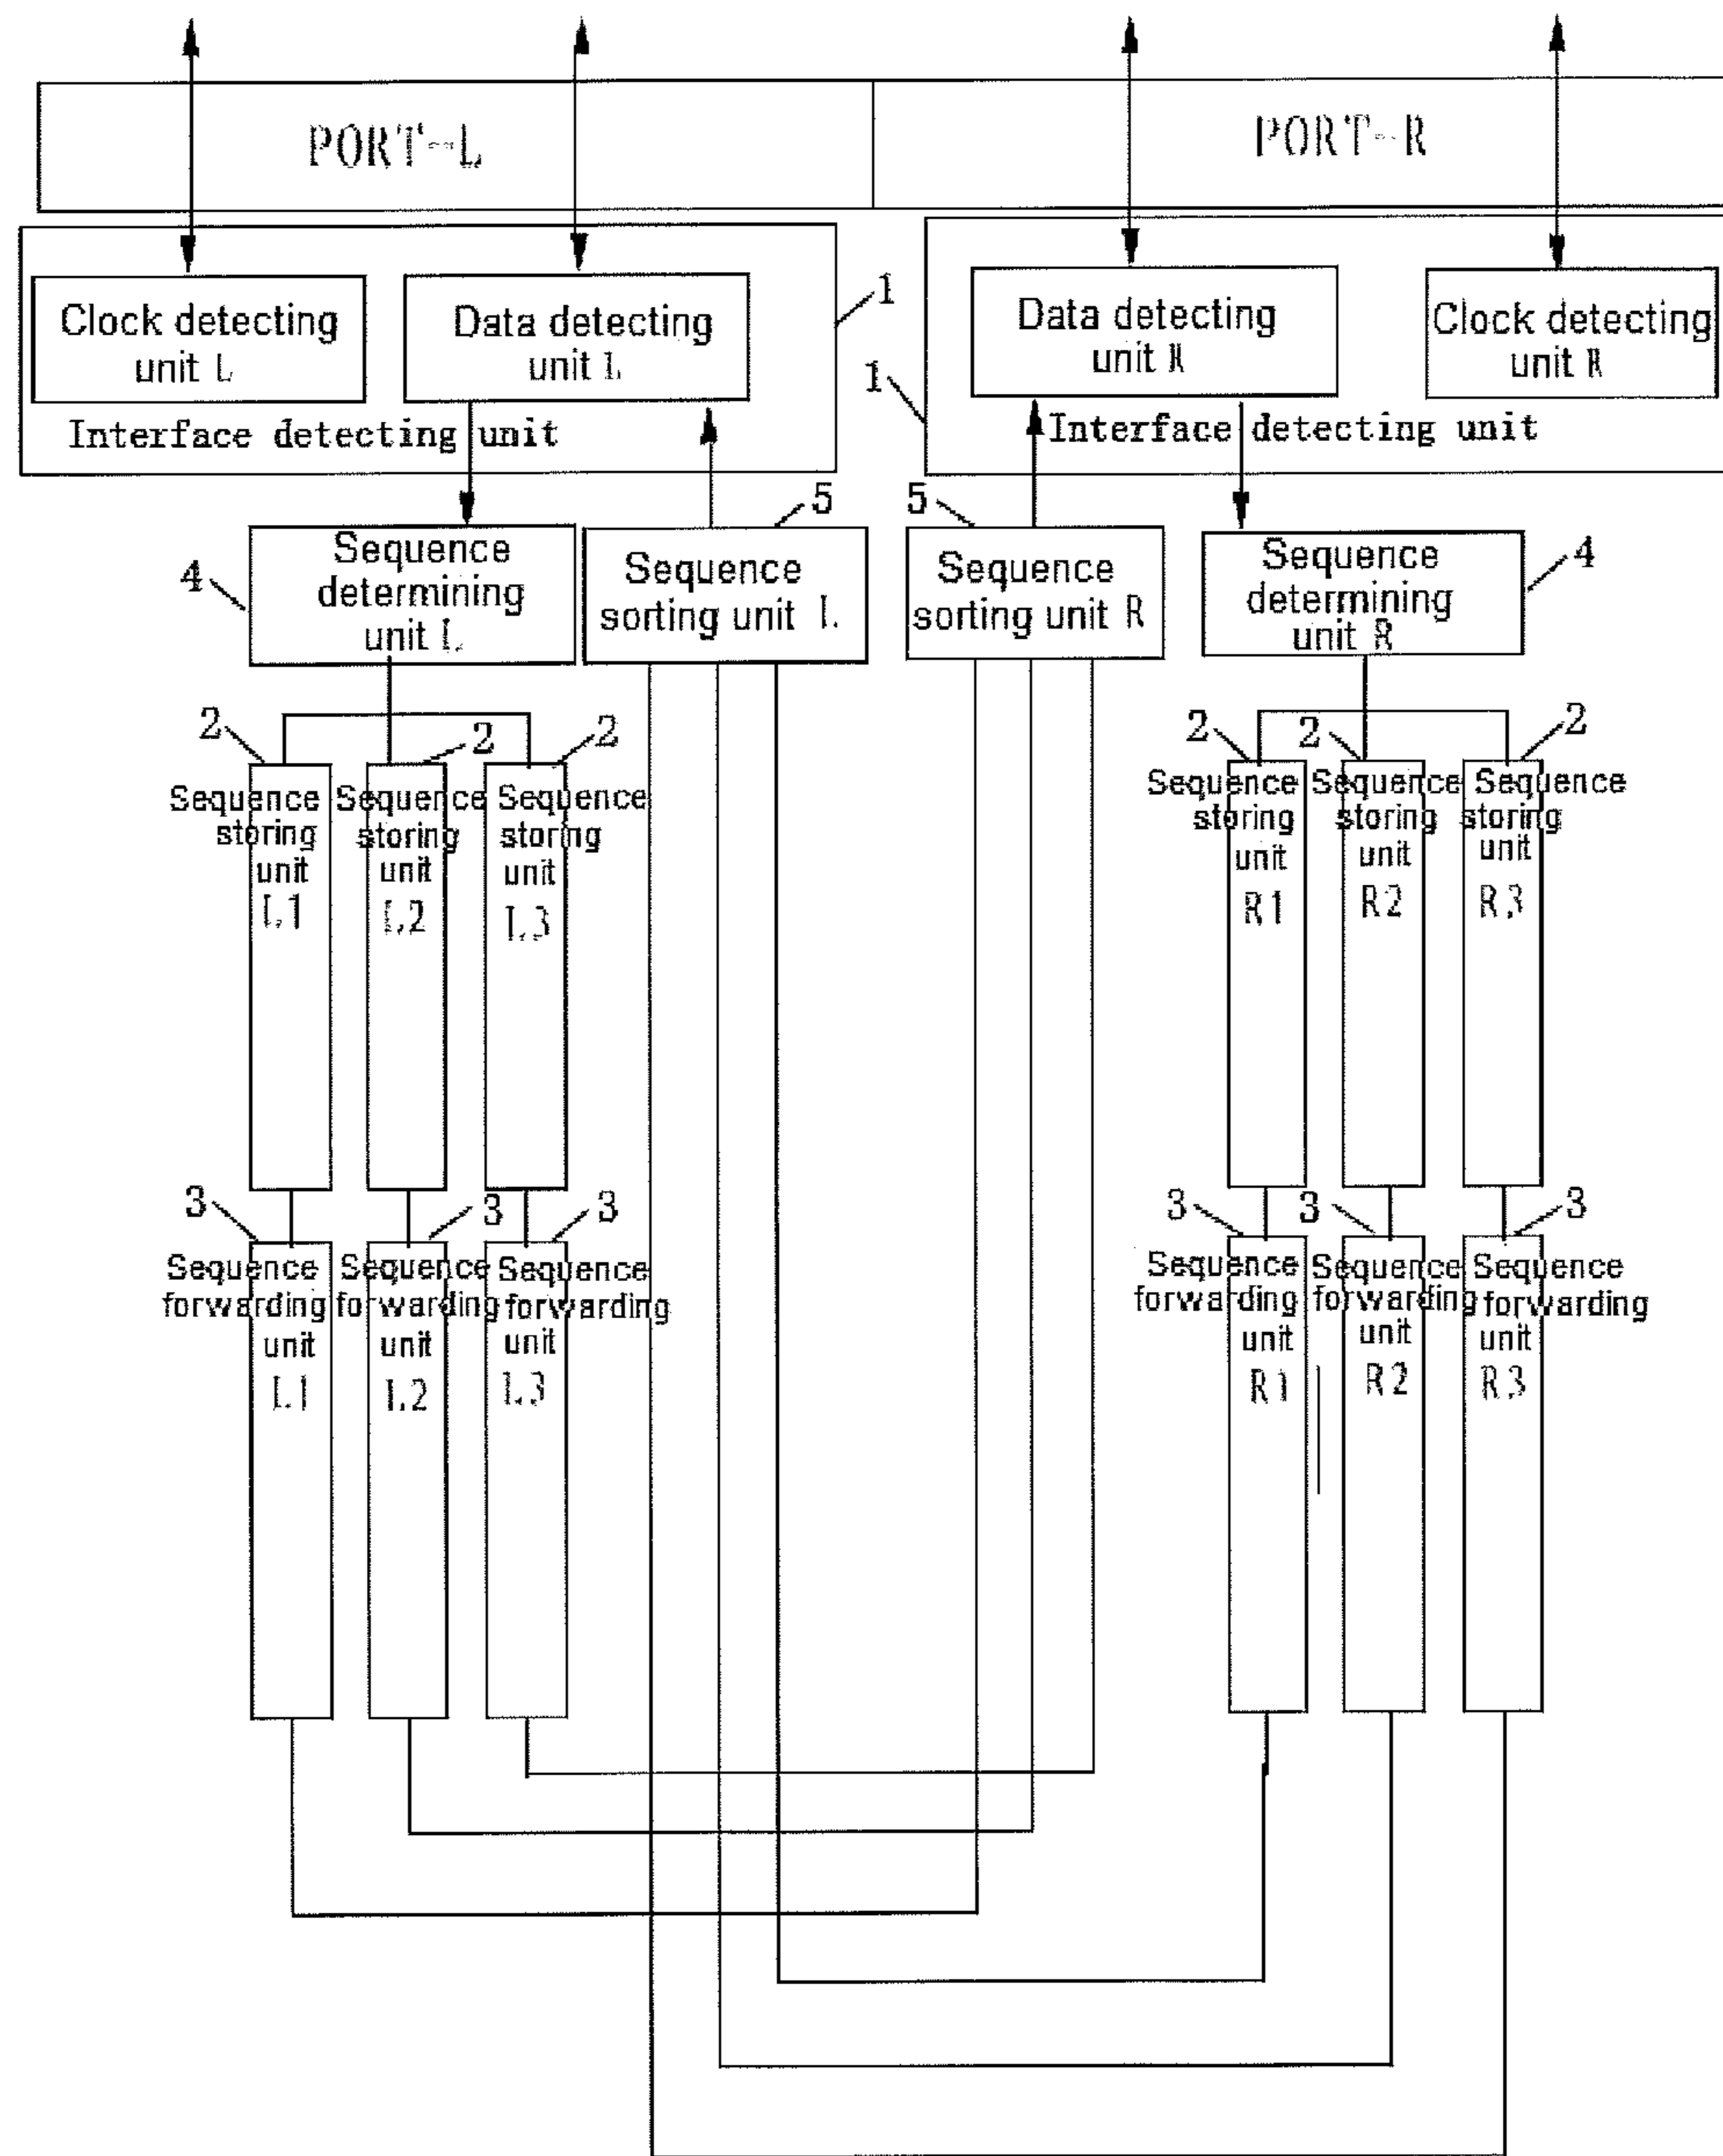 PORT-L
PORT-R
Clock detecting
unit L
Data detecting
unit L
Interface detecting unit
1
Data detecting
unit R
Clock detecting
unit R
Interface detecting unit
1
4
Sequence
determining
unit L
5
Sequence
sorting unit L
5
Sequence
sorting unit R
Sequence
determining
unit R
4
2
Sequence
storing
unit
L1
2
Sequence
storing
unit
L2
2
Sequence
storing
unit
L3
2
Sequence
storing
unit
R1
2
Sequence
storing
unit
R2
2
Sequence
storing
unit
R3
3
Sequence
forwarding
unit
L1
3
Sequence
forwarding
unit
L2
3
Sequence
forwarding
unit
L3
3
Sequence
forwarding
unit
R1
3
Sequence
forwarding
unit
R2
3
Sequence
forwarding
unit
R3